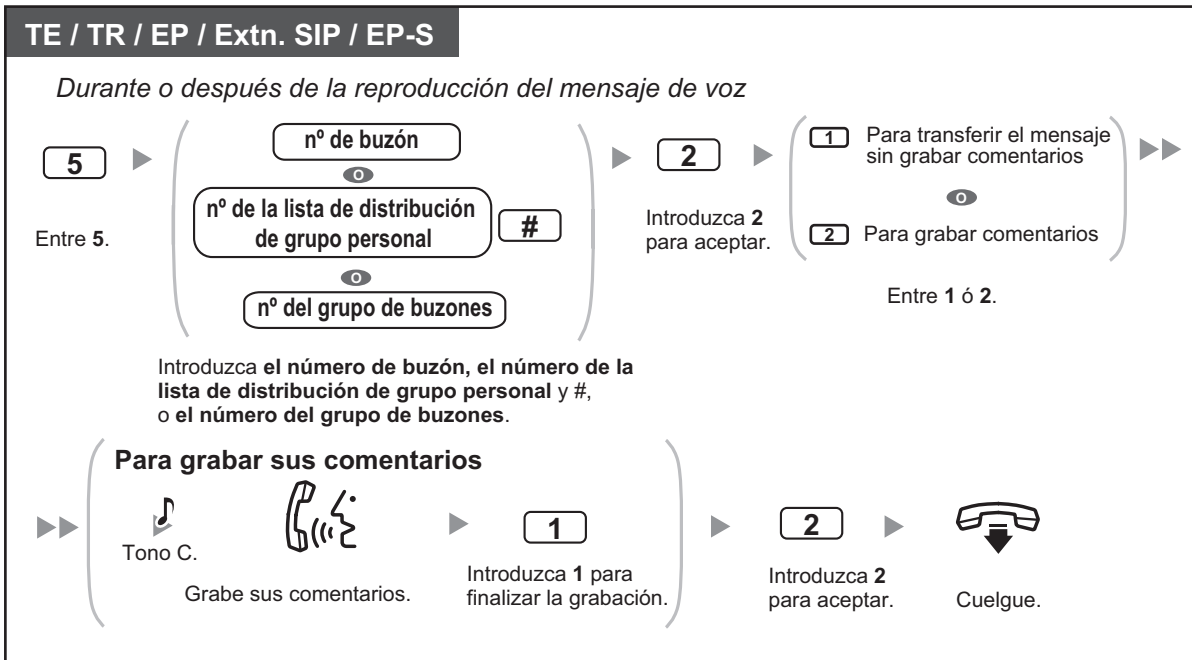 TE / TR / EP / Extn. SIP / EP-S
Durante o después de la reproducción del mensaje de voz
5
Entre 5.
nº de buzón
o
nº de la lista de distribución
de grupo personal
#
o
nº del grupo de buzones
Introduzca el número de buzón, el número de la
lista de distribución de grupo personal y #,
o el número del grupo de buzones.
2
Introduzca 2
para aceptar.
1 Para transferir el mensaje
sin grabar comentarios
o
2 Para grabar comentarios
Entre 1 ó 2.
Para grabar sus comentarios
Tono C.
Grabe sus comentarios.
1
Introduzca 1 para
finalizar la grabación.
2
Introduzca 2
para aceptar.
Cuelgue.